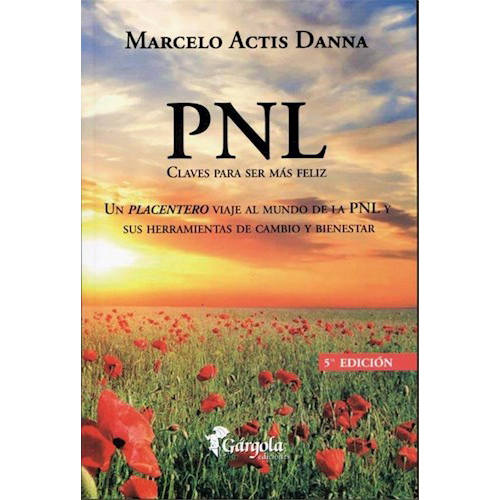 MARCELO ACTIS DANNA
PNL
CLAVES PARA SER MÁS FELIZ
UN PLACENTERO VIAJE AL MUNDO DE LA PNL Y
SUS HERRAMIENTAS DE CAMBIO Y BIENESTAR
5ta EDICIÓN
Gárgola
ediciones